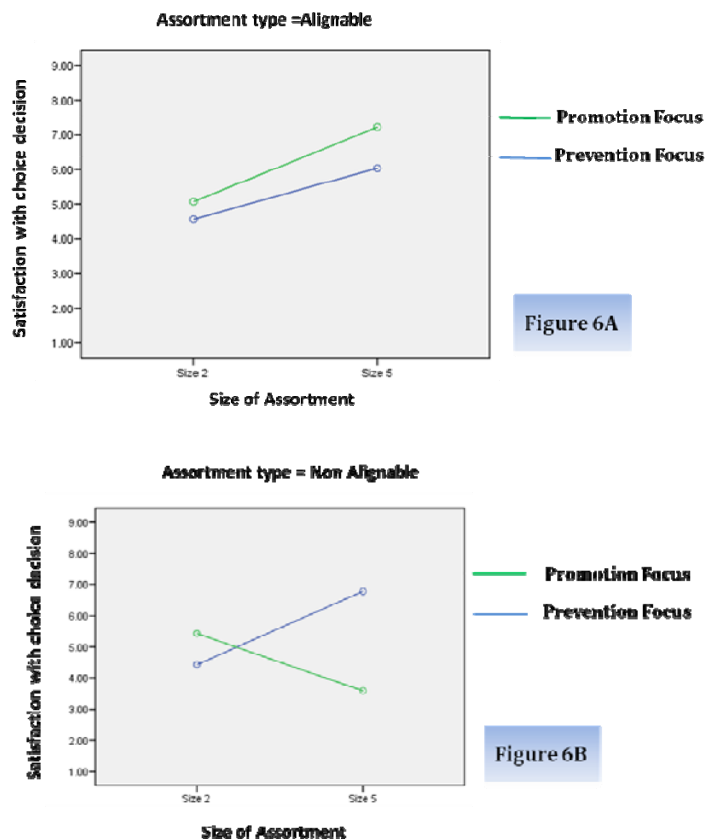 Assortment type =Alignable
Satisfaction with choice decision
9.00
8.00
7.00
6.00
5.00
4.00
3.00
2.00
1.00
Size 2
Size 5
Size of Assortment
Promotion Focus
Prevention Focus
Figure 6A
Assortment type = Non Alignable
Satisfaction with choice decision
9.00
8.00
7.00
6.00
5.00
4.00
3.00
2.00
1.00
Size 2
Size 5
Size of Assortment
Promotion Focus
Prevention Focus
Figure 6B